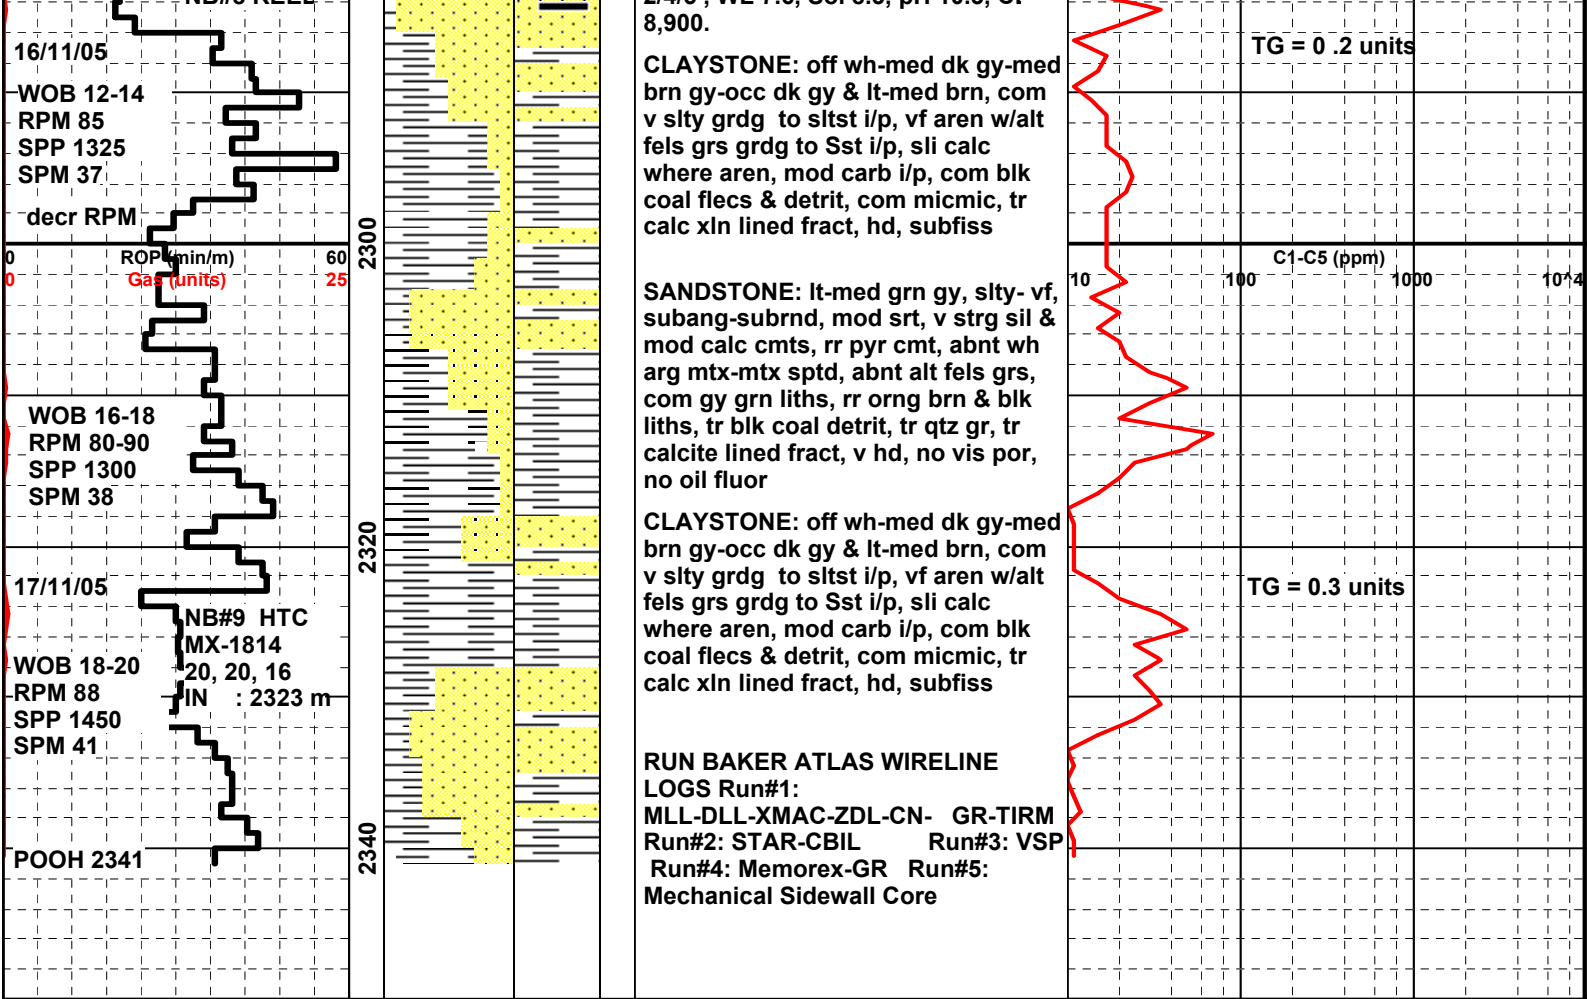 16/11/05
WOB 12-14
RPM 85
SPP 1325
SPM 37
decr RPM
0 ROP (min/m) 60
0 Gas (units) 25
WOB 16-18
RPM 80-90
SPP 1300
SPM 38
17/11/05
NB#9 HTC
MX-1814
20, 20, 16
IN : 2323 m
WOB 18-20
RPM 88
SPP 1450
SPM 41
POOH 2341
2300
2320
2340
8,900.
CLAYSTONE: off wh-med dk gy-med
brn gy-occ dk gy & lt-med brn, com
v slty grdg to sltst i/p, vf aren w/alt
fels grs grdg to Sst i/p, sli calc
where aren, mod carb i/p, com blk
coal flecs & detrit, com micmic, tr
calc xln lined fract, hd, subfiss
SANDSTONE: lt-med grn gy, slty- vf,
subang-subrnd, mod srt, v strg sil &
mod calc cmts, rr pyr cmt, abnt wh
arg mtx-mtx sptd, abnt alt fels grs,
com gy grn liths, rr orng brn & blk
liths, tr blk coal detrit, tr qtz gr, tr
calcite lined fract, v hd, no vis por,
no oil fluor
CLAYSTONE: off wh-med dk gy-med
brn gy-occ dk gy & lt-med brn, com
v slty grdg to sltst i/p, vf aren w/alt
fels grs grdg to Sst i/p, sli calc
where aren, mod carb i/p, com blk
coal flecs & detrit, com micmic, tr
calc xln lined fract, hd, subfiss
RUN BAKER ATLAS WIRELINE
LOGS Run#1:
MLL-DLL-XMAC-ZDL-CN- GR-TIRM
Run#2: STAR-CBIL Run#3: VSP
Run#4: Memorex-GR Run#5:
Mechanical Sidewall Core
TG = 0 .2 units
C1-C5 (ppm)
10 100 1000 10^4
TG = 0.3 units